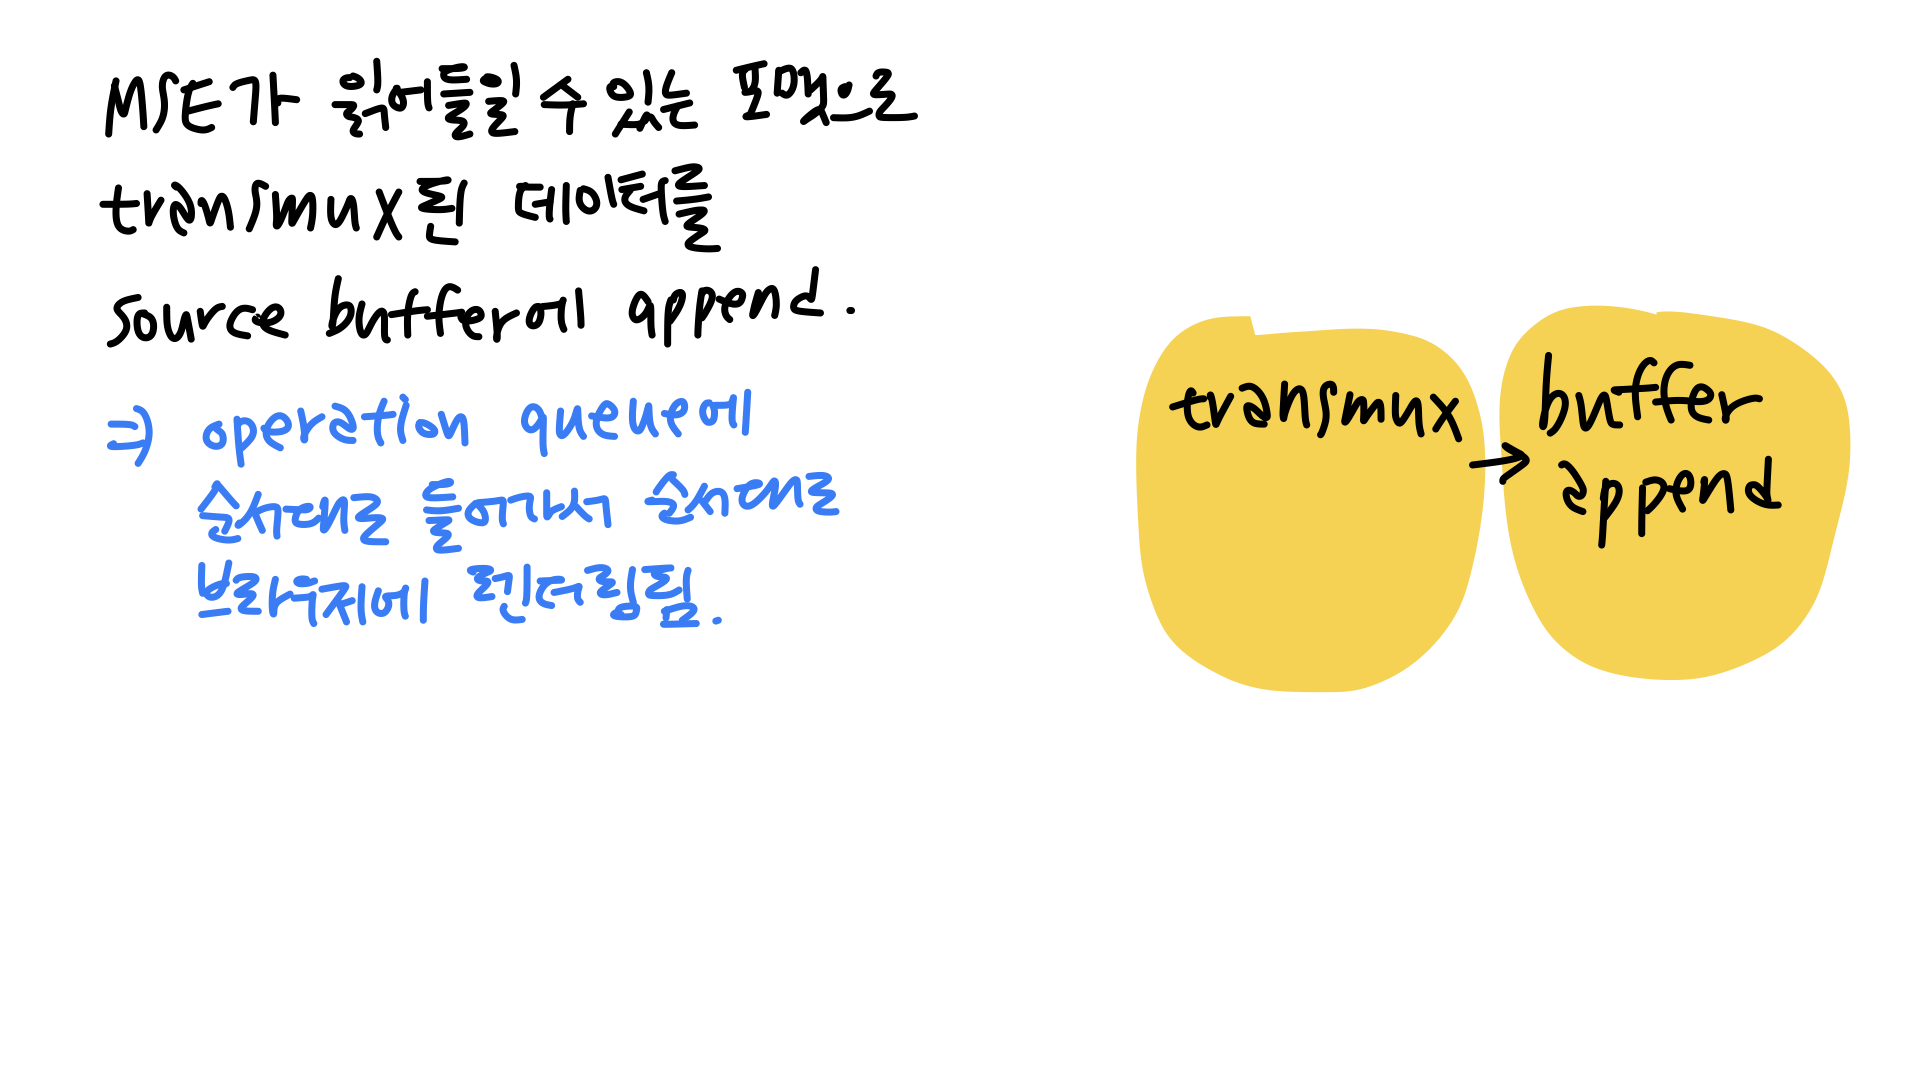 MSE가 읽어들일 수 있는 포맷으로
transmux된 데이터를
source buffer에 append.
⇒ operation queue에
순서대로 들어가서 순서대로
브라우저에 렌더링됨.
transmux → buffer
append